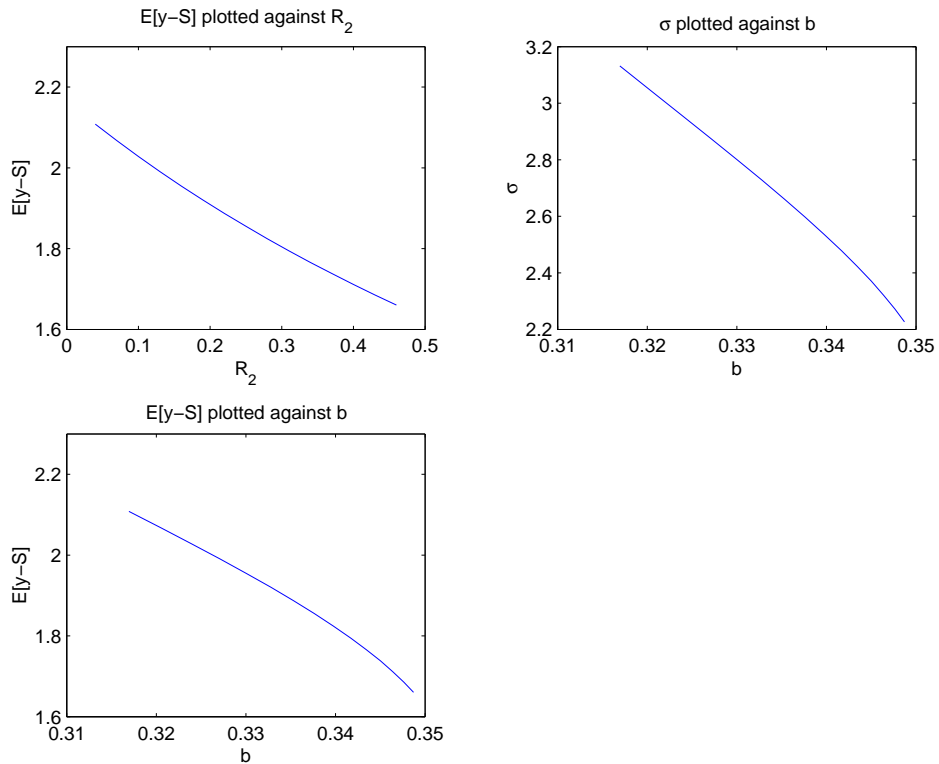 E[y−S] plotted against R₂
2.2
2
1.8
1.6
E[y−S]
0 0.1 0.2 0.3 0.4 0.5
R₂
σ plotted against b
3.2
3
2.8
2.6
2.4
2.2
σ
0.31 0.32 0.33 0.34 0.35
b
E[y−S] plotted against b
2.2
2
1.8
1.6
E[y−S]
0.31 0.32 0.33 0.34 0.35
b